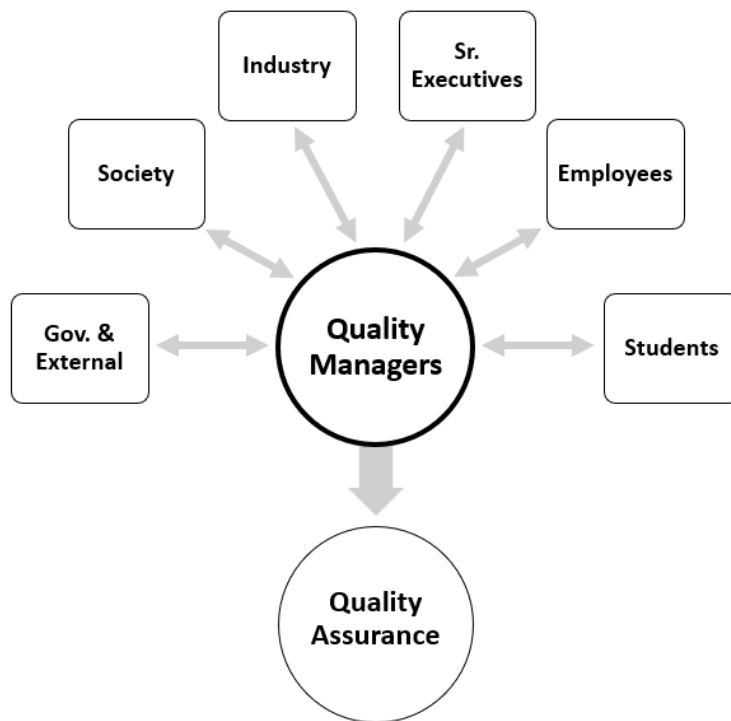 Industry
Sr.
Executives
Society
Employees
Gov. &
External
Quality
Managers
Students
Quality
Assurance